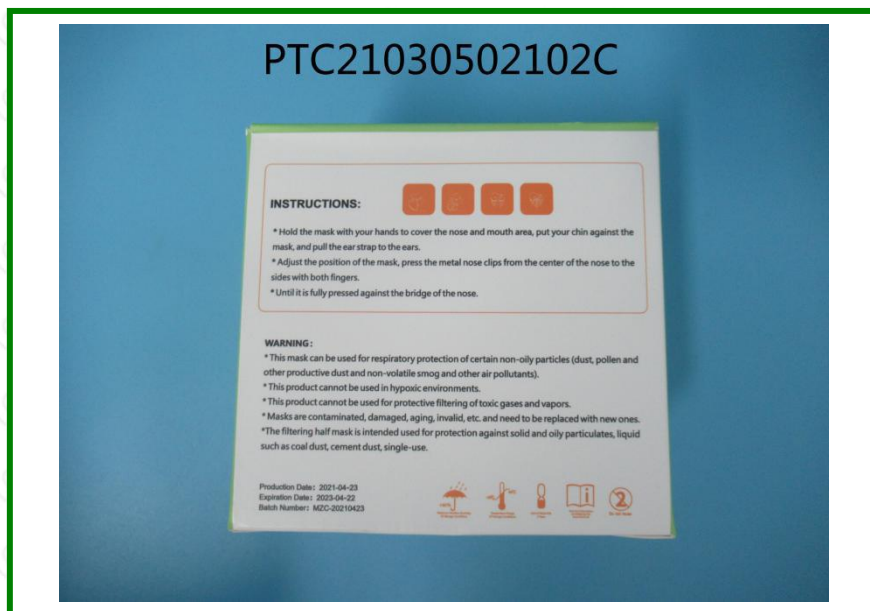 PTC21030502102C
INSTRUCTIONS:
* Hold the mask with your hands to cover the nose and mouth area, put your chin against the
mask, and pull the ear strap to the ears.
* Adjust the position of the mask, press the metal nose clips from the center of the nose to the
sides with both fingers.
* Until it is fully pressed against the bridge of the nose.
WARNING:
* This mask can be used for respiratory protection of certain non-oily particles (dust, pollen and
other productive dust and non-volatile smog and other air pollutants).
* This product cannot be used in hypoxic environments.
* This product cannot be used for protective filtering of toxic gases and vapors.
* Masks are contaminated, damaged, aging, invalid, etc. and need to be replaced with new ones.
*The filtering half mask is intended used for protection against solid and oily particulates, liquid
such as coal dust, cement dust, single-use.
Production Date: 2021-04-23
Expiration Date: 2023-04-22
Batch Number: MZC-20210423
2